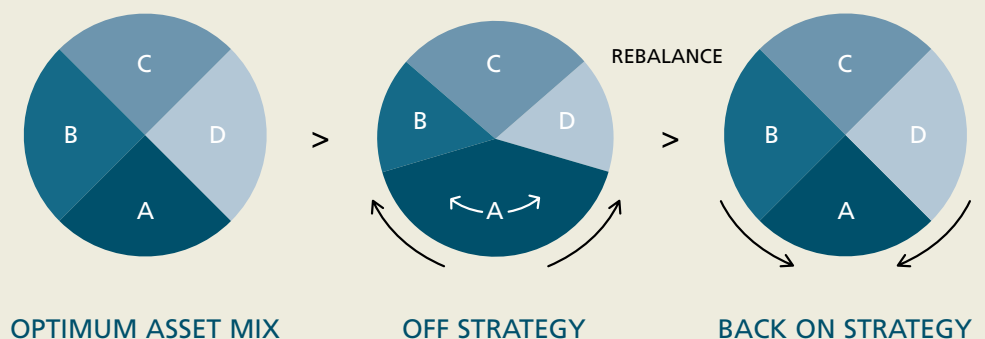 C
B
D
A
>
C
B
D
A
REBALANCE
>
C
B
D
A
OPTIMUM ASSET MIX
OFF STRATEGY
BACK ON STRATEGY